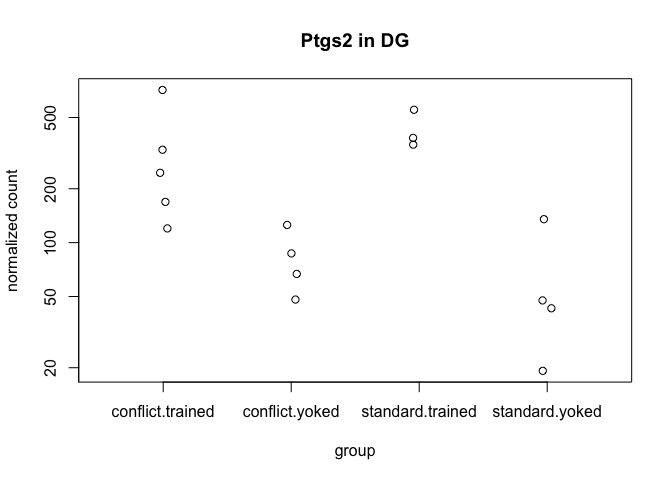 Ptgs2 in DG
normalized count
500
200
100
50
20
conflict.trained
conflict.yoked
standard.trained
standard.yoked
group